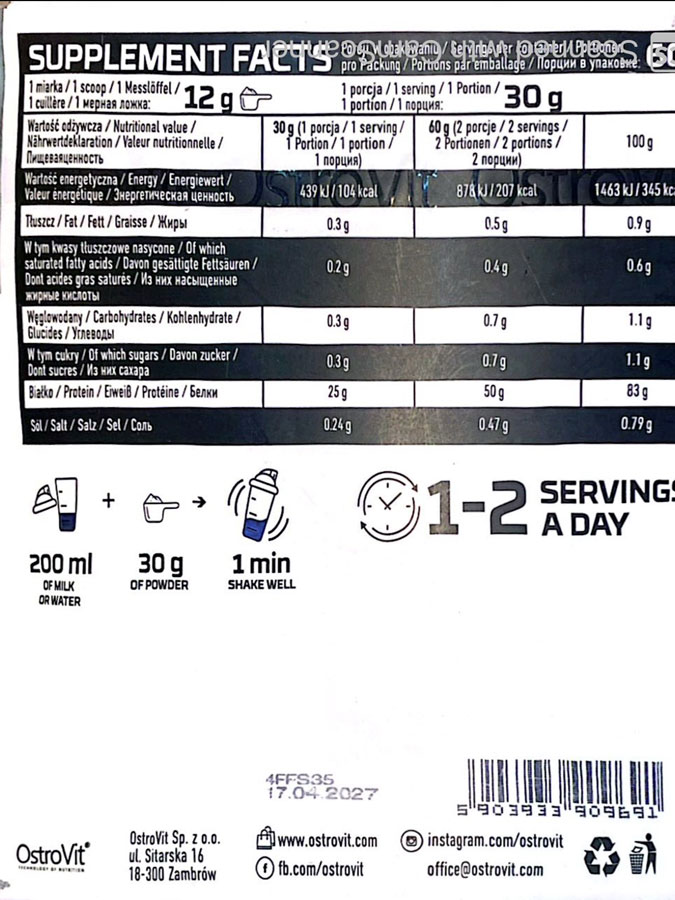 SUPPLEMENT FACTS
Porcji w opakowaniu / Servings per container / Portionen
pro Packung / Portions par emballage / Порции в упаковке:
1 miarka / 1 scoop / 1 Messlöffel /
1 cuillère / 1 мерная ложка:
12 g
1 porcja / 1 serving / 1 Portion /
1 portion / 1 порция:
30 g
Wartość odżywcza / Nutritional value /
Nährwertdeklaration / Valeur nutritionnelle /
Пищеваяценность
30 g (1 porcja / 1 serving /
1 Portion / 1 portion /
1 порция)
60 g (2 porcje / 2 servings /
2 Portionen / 2 portions /
2 порции)
100 g
Wartość energetyczna / Energy / Energiewert /
Valeur énergétique / Энергетическая ценность
439 kJ / 104 kcal
878 kJ / 207 kcal
1463 kJ / 345 kc
Tłuszcz / Fat / Fett / Graisse / Жиры
0.3 g
0.5 g
0.9 g
W tym kwasy tłuszczowe nasycone / Of which
saturated fatty acids / Davon gesättigte Fettsäuren /
Dont acides gras saturés / Из них насыщенные
жирные кислоты
0.2 g
0.4 g
0.6 g
Węglowodany / Carbohydrates / Kohlenhydrate /
Glucides / Углеводы
0.3 g
0.7 g
1.1 g
W tym cukry / Of which sugars / Davon zucker /
Dont sucres / Из них сахара
0.3 g
0.7 g
1.1 g
Białko / Protein / Eiweiß / Protéine / Белки
25 g
50 g
83 g
Sól / Salt / Salz / Sel / Соль
0.24 g
0.47 g
0.79 g
+
200 ml
OF MILK
OR WATER
30 g
OF POWDER
1 min
SHAKE WELL
1-2
SERVINGS
A DAY
4FFS35
17.04.2027
5 903933 909691
OstroVit®
TECHNOLOGY OF NUTRITION
OstroVit Sp. z o.o.
ul. Sitarska 16
18-300 Zambrów
www.ostrovit.com
fb.com/ostrovit
instagram.com/ostrovit
office@ostrovit.com